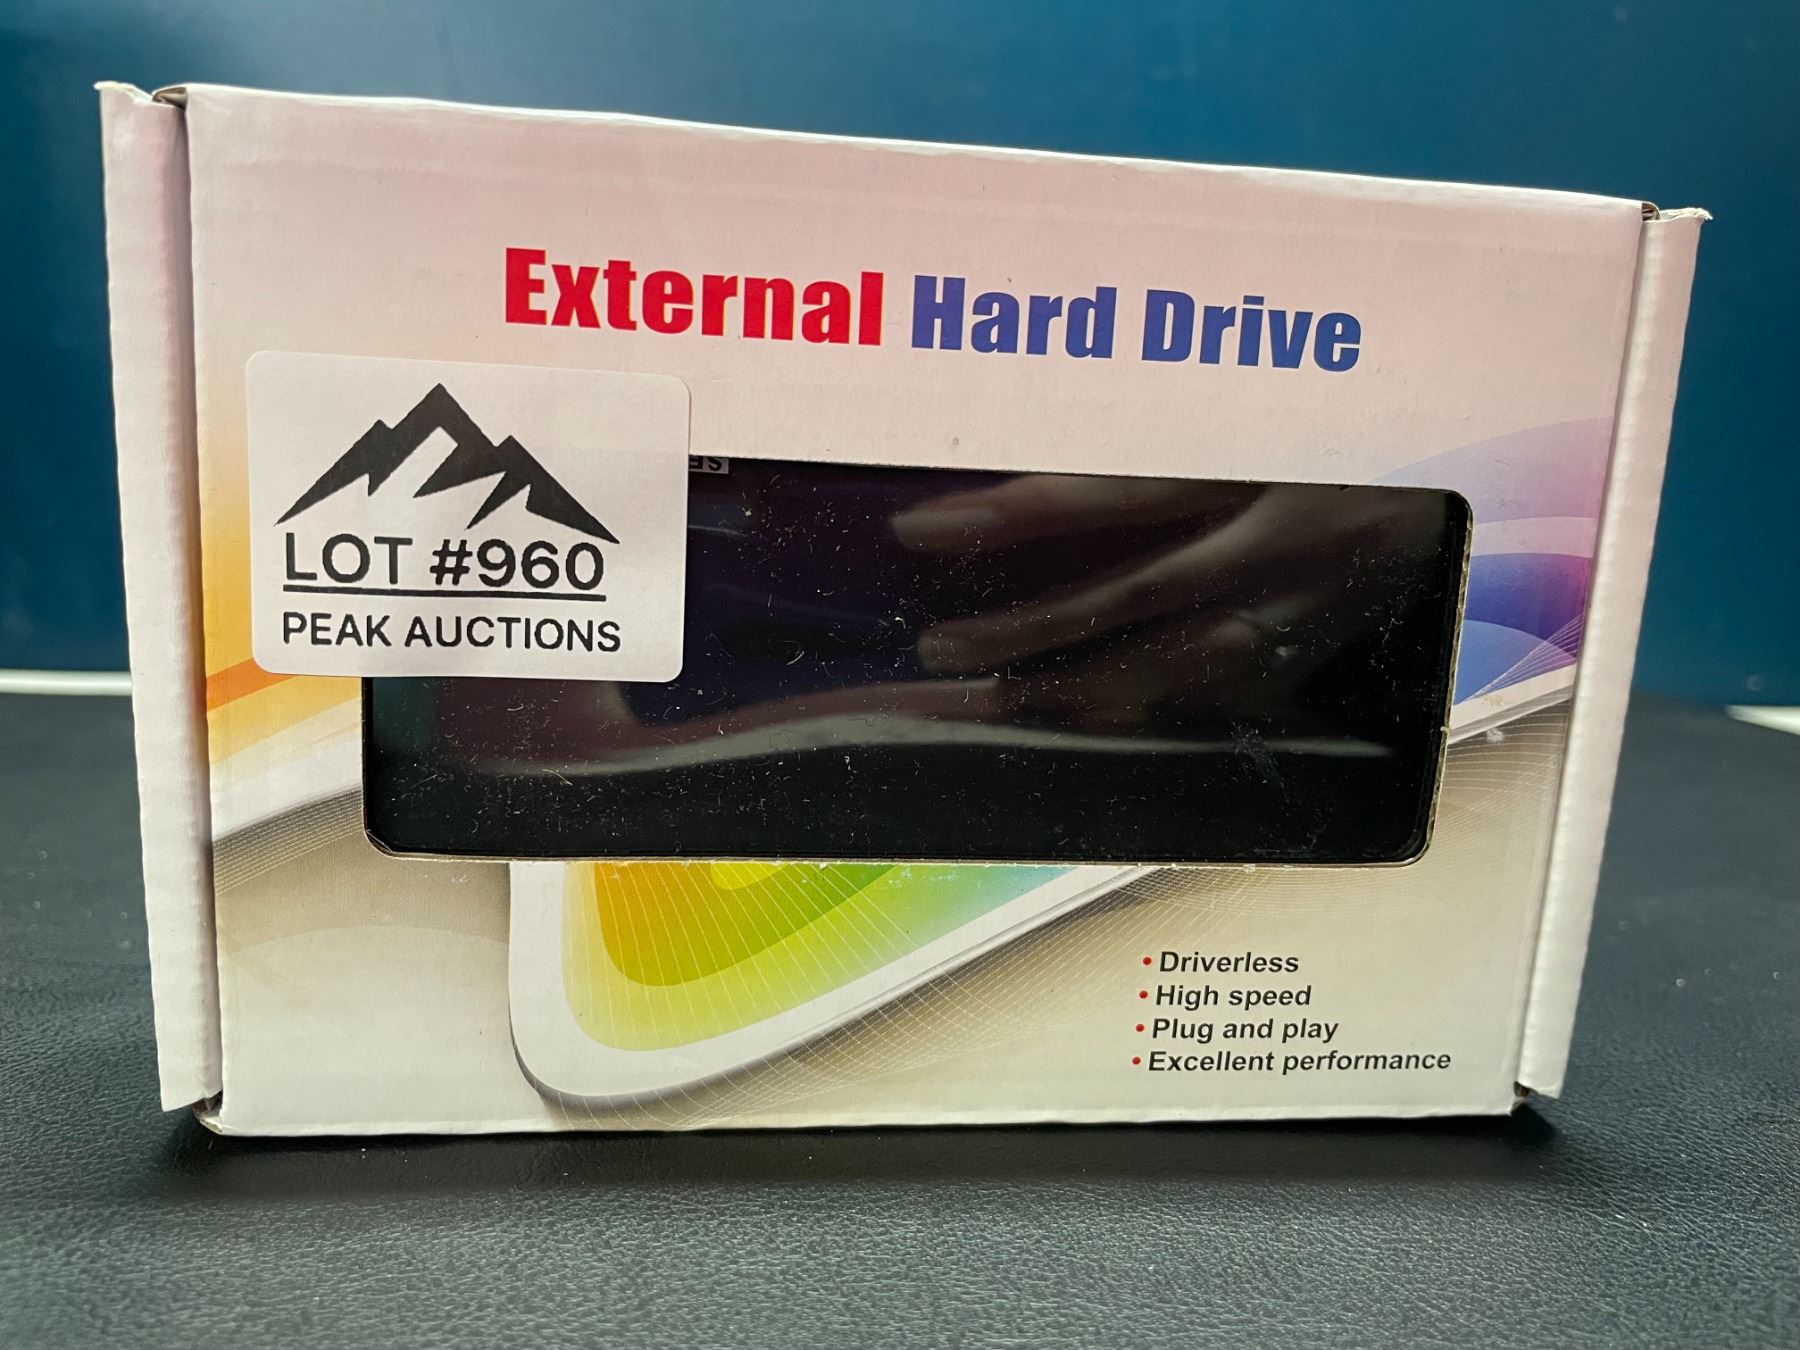 External Hard Drive
LOT #960
PEAK AUCTIONS
• Driverless
• High speed
• Plug and play
• Excellent performance